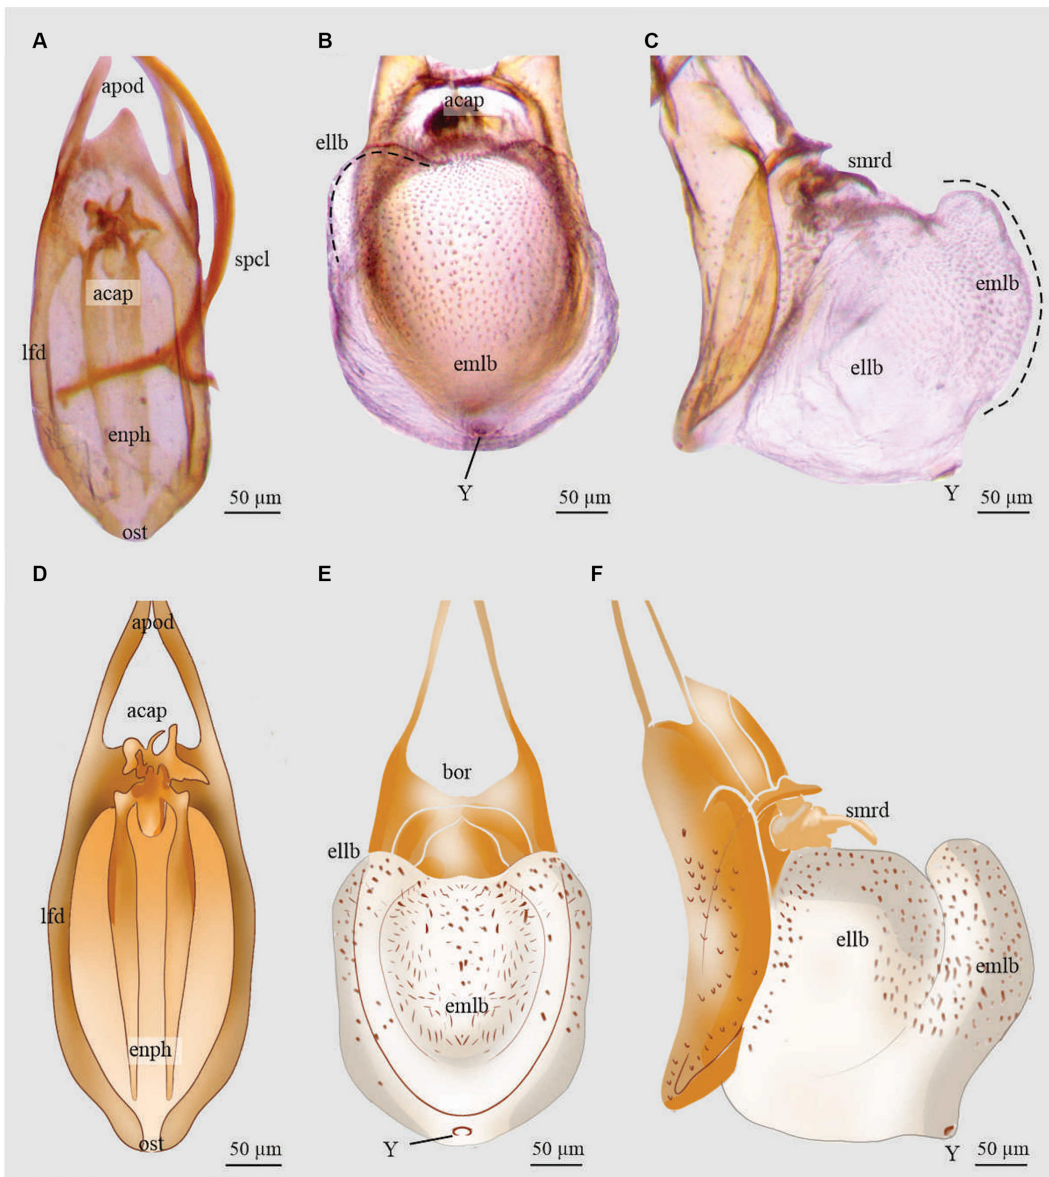 A
B
C
apod
acap
ellb
smrd
spcl
acap
emlb
lfd
emlb
ellb
enph
Y
Y
50 µm
50 µm
50 µm
ost
D
E
F
apod
acap
bor
smrd
ellb
lfd
ellb
emlb
emlb
enph
ost
Y
Y
50 µm
50 µm
50 µm